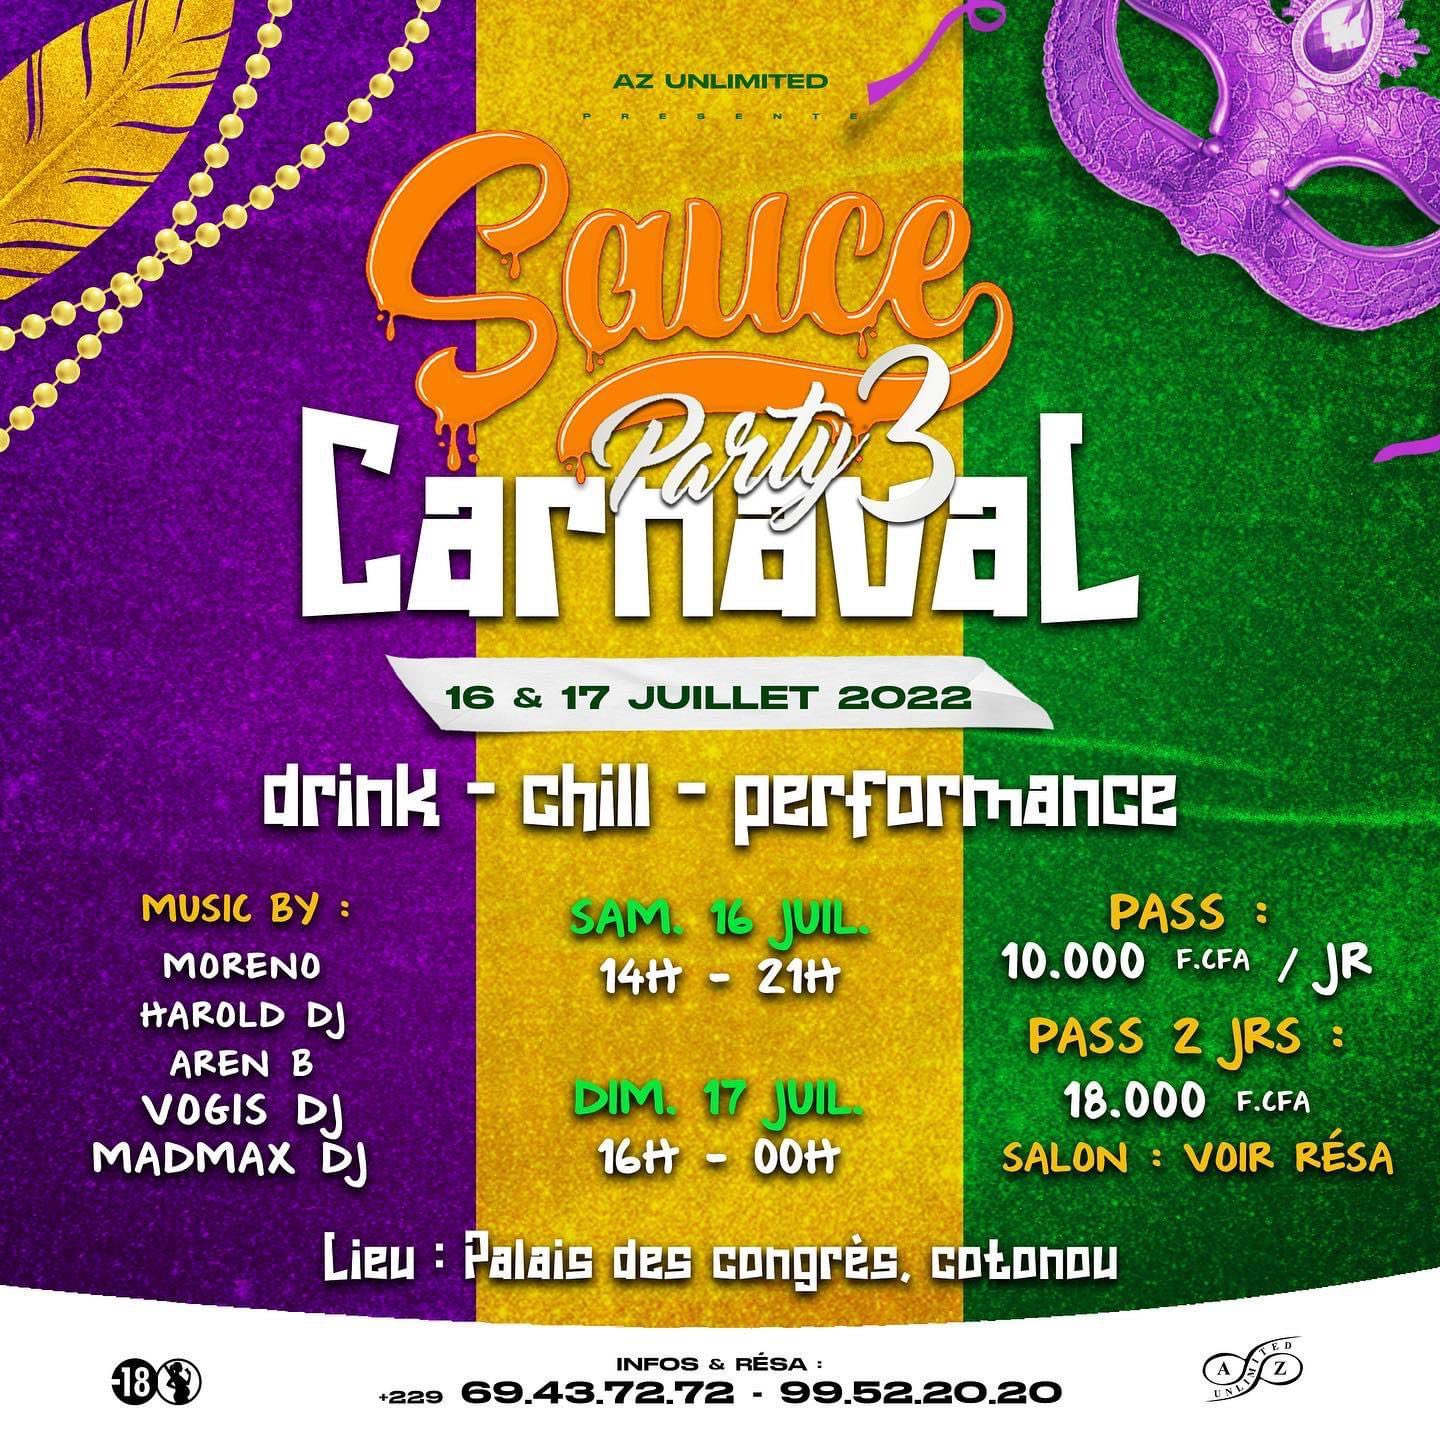 AZ UNLIMITED
PRESENTE
Sauce
Party 3
Carnaval
16 & 17 JUILLET 2022
drink - chill - performance
MUSIC BY :
MORENO
HAROLD DJ
AREN B
VOGIS DJ
MADMAX DJ
SAM. 16 JUIL.
14H - 21H
DIM. 17 JUIL.
16H - 00H
PASS :
10.000 F.CFA / JR
PASS 2 JRS :
18.000 F.CFA
SALON : VOIR RÉSA
Lieu : Palais des congrès, cotonou
-18
INFOS & RÉSA :
+229 69.43.72.72 - 99.52.20.20
A Z
UNLIMITED